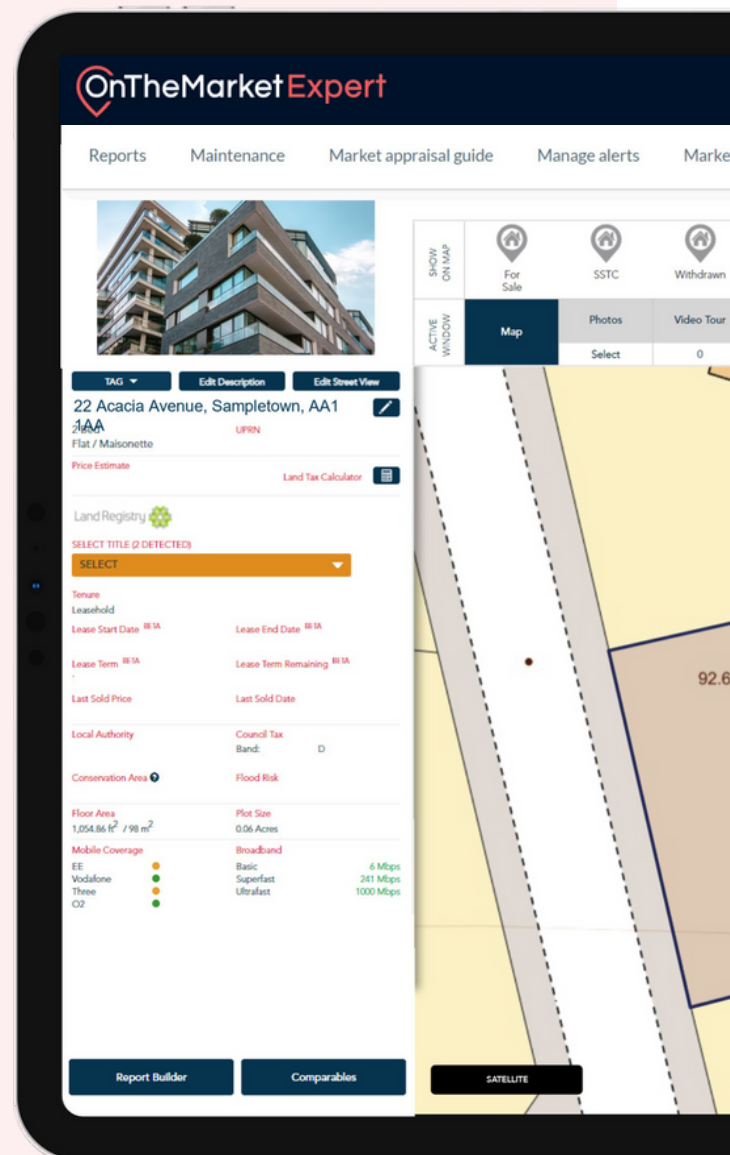 OnTheMarket Expert
Reports Maintenance Market appraisal guide Manage alerts Marke
SHOW ON MAP
For Sale
SSTC
Withdrawn
ACTIVE WINDOW
Map
Photos
Video Tour
Select
0
TAG Edit Description Edit Street View
22 Acacia Avenue, Sampletown, AA1
1AA
2 Bed UPRN
Flat / Maisonette
Price Estimate
Land Tax Calculator
Land Registry
SELECT TITLE (2 DETECTED)
SELECT
Tenure
Leasehold
Lease Start Date BETA Lease End Date BETA
Lease Term BETA Lease Term Remaining BETA
-
Last Sold Price Last Sold Date
Local Authority Council Tax
Band: D
Conservation Area ? Flood Risk
Floor Area Plot Size
1,054.86 ft² / 98 m² 0.06 Acres
Mobile Coverage Broadband
EE Basic 6 Mbps
Vodafone Superfast 241 Mbps
Three Ultrafast 1000 Mbps
O2
Report Builder Comparables
SATELLITE
92.6